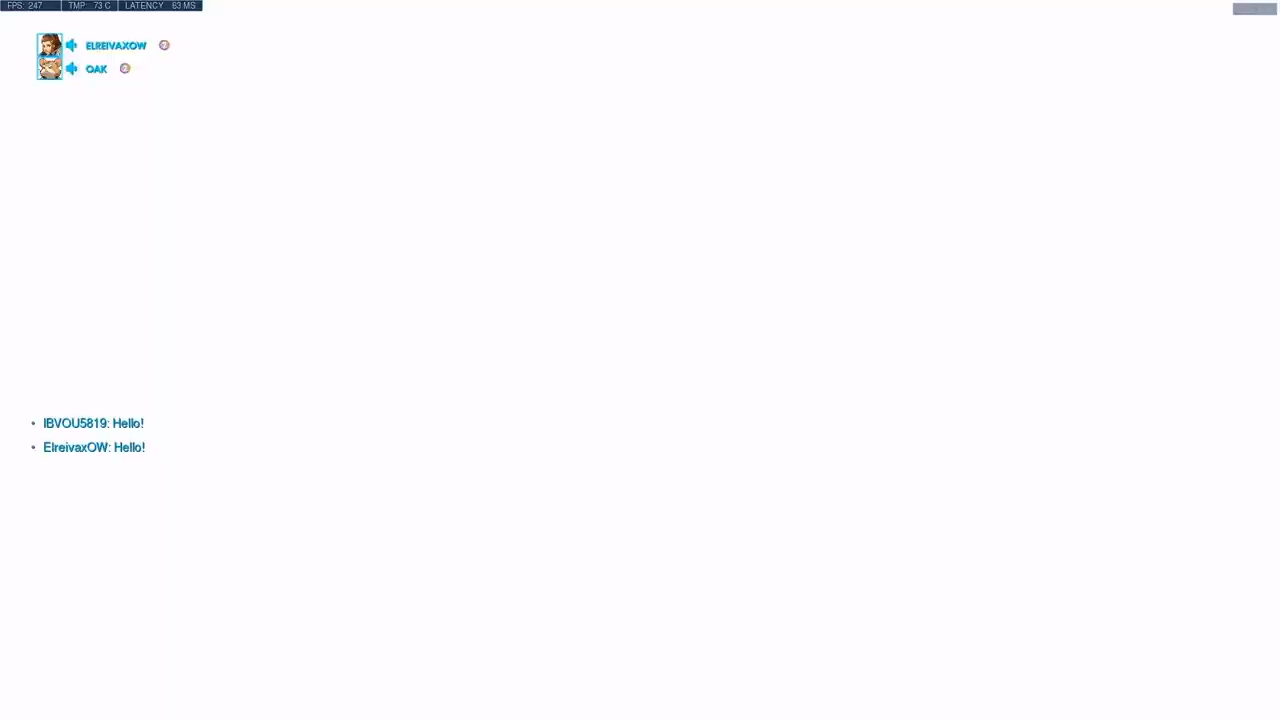 FPS: 247 TMP: 73 C LATENCY 63 MS
ELREIVAXOW
OAK
• IBVOU5819: Hello!
• ElreivaxOW: Hello!